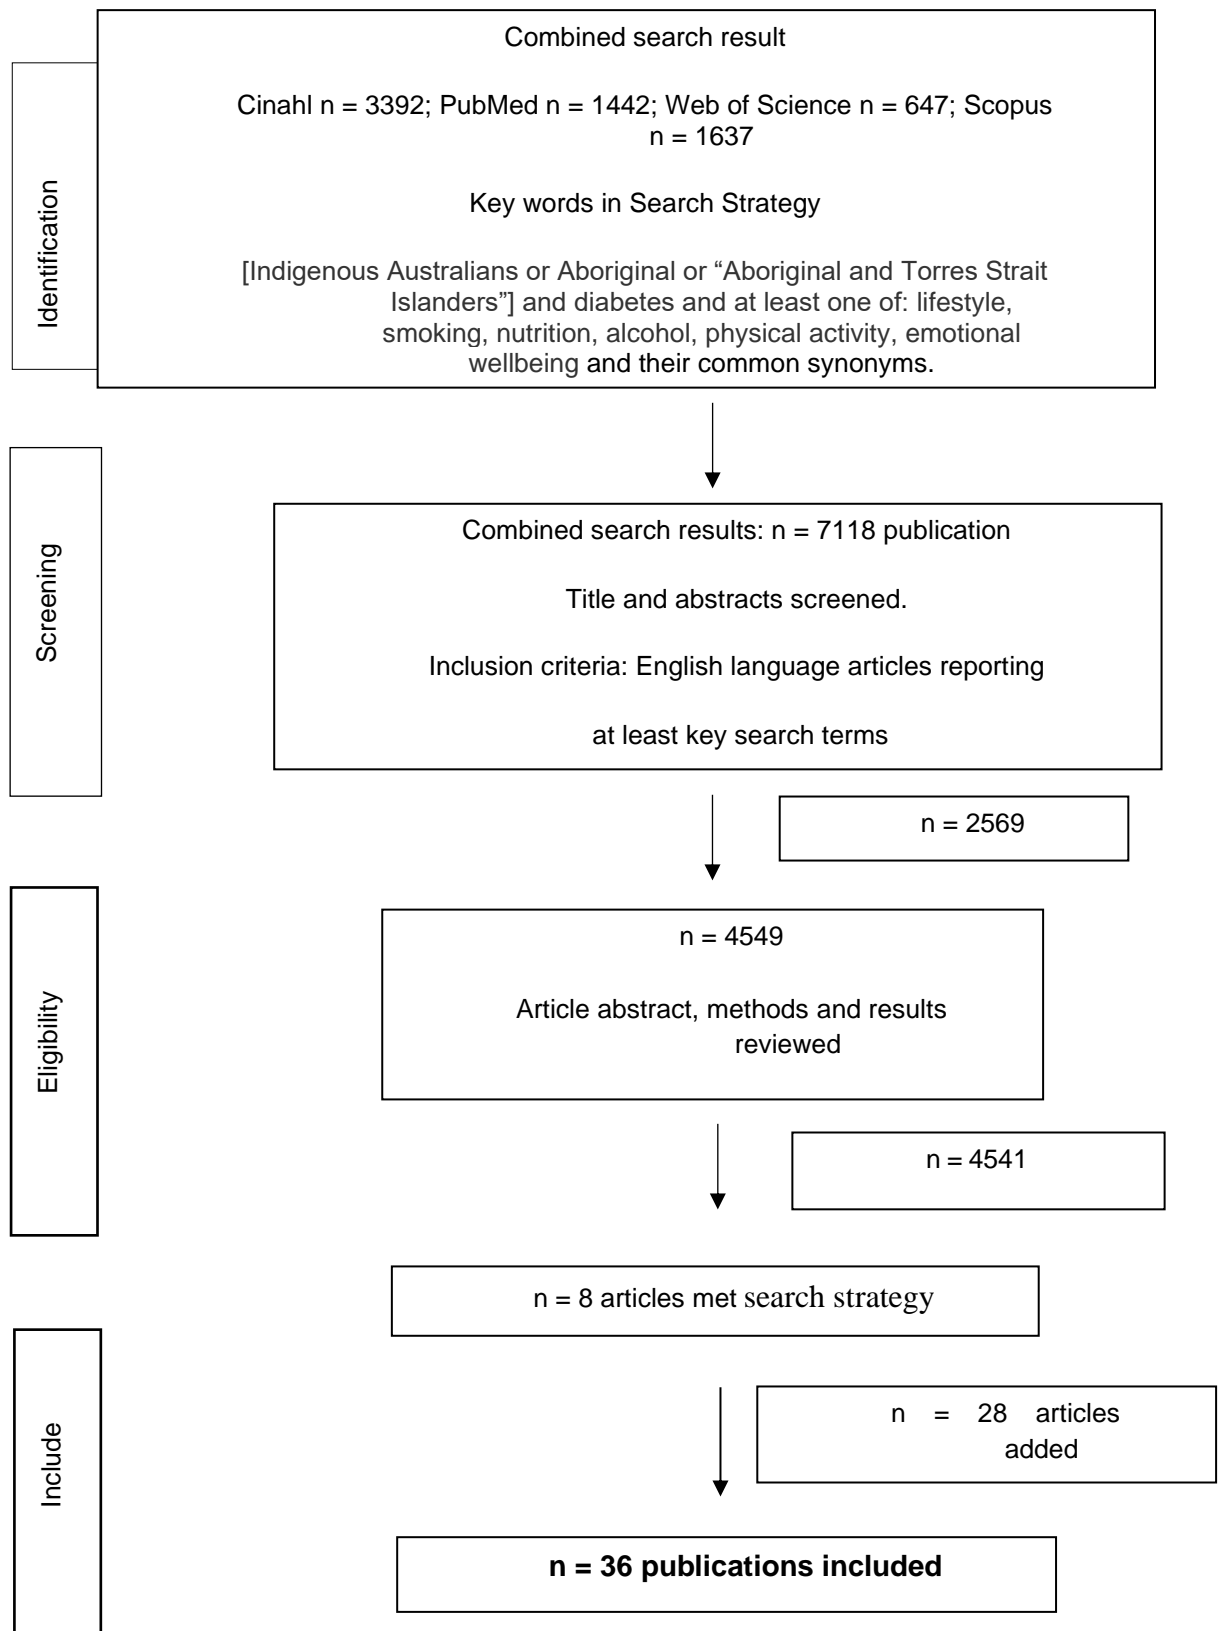 Combined search result
Cinahl n = 3392; PubMed n = 1442; Web of Science n = 647; Scopus
n = 1637
Key words in Search Strategy
[Indigenous Australians or Aboriginal or “Aboriginal and Torres Strait
Islanders”] and diabetes and at least one of: lifestyle,
smoking, nutrition, alcohol, physical activity, emotional
wellbeing and their common synonyms.
Identification
Combined search results: n = 7118 publication
Title and abstracts screened.
Inclusion criteria: English language articles reporting
at least key search terms
Screening
n = 2569
n = 4549
Article abstract, methods and results
reviewed
Eligibility
n = 4541
n = 8 articles met search strategy
n = 28 articles
added
Include
n = 36 publications included